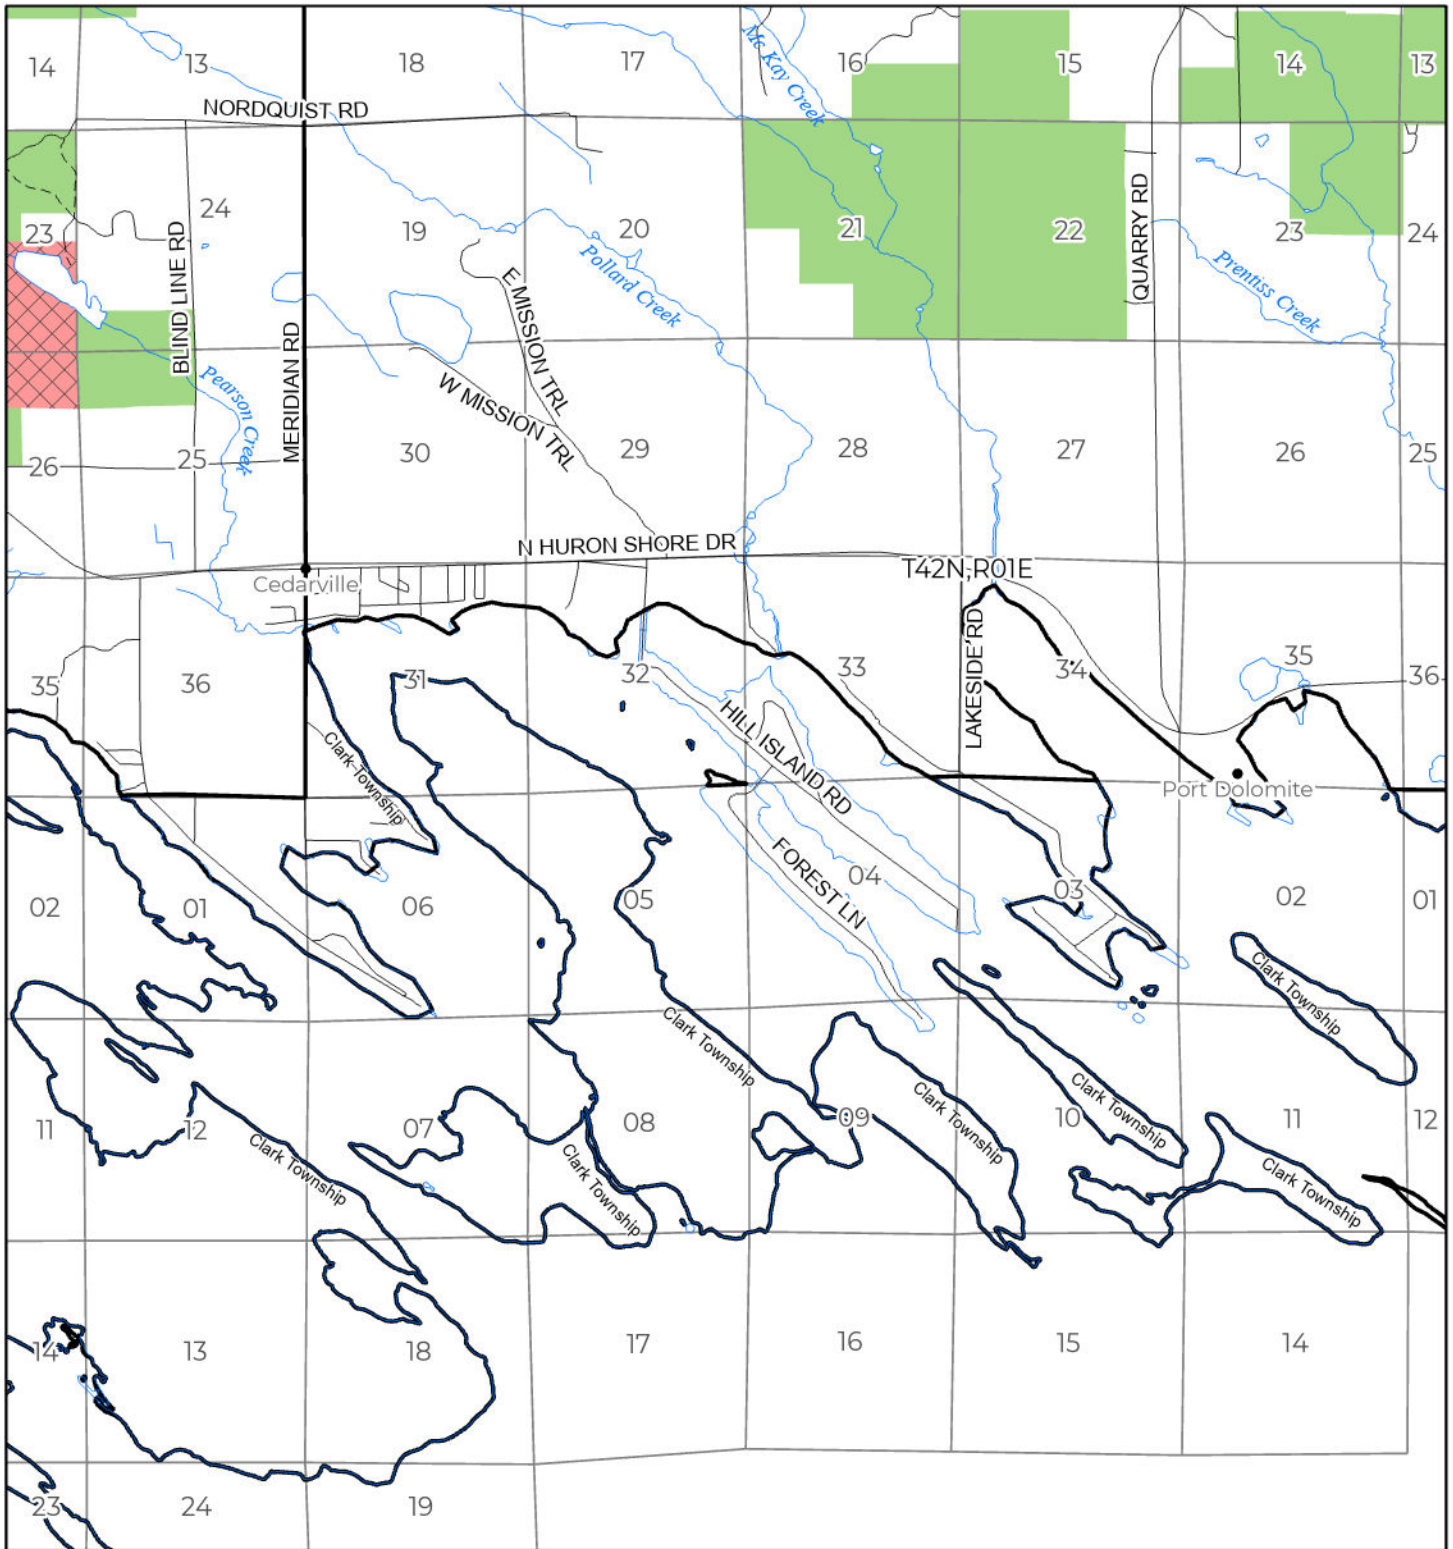 14
13
18
17
16
15
14
13
Mc Kay Creek
NORDQUIST RD
23
24
19
20
21
22
23
24
BLIND LINE RD
MERIDIAN RD
E MISSION TRL
Pollard Creek
QUARRY RD
Prentiss Creek
W MISSION TRL
Pearson Creek
26
25
30
29
28
27
26
25
N HURON SHORE DR
Cedarville
T42N,R01E
35
36
31
32
33
LAKESIDE RD
34
35
36
HILL ISLAND RD
Clark Township
Port Dolomite
02
01
06
05
FOREST LN
04
03
02
01
Clark Township
Clark Township
11
12
07
08
09
10
11
12
Clark Township
Clark Township
Clark Township
Clark Township
Clark Township
14
13
18
17
16
15
14
23
24
19